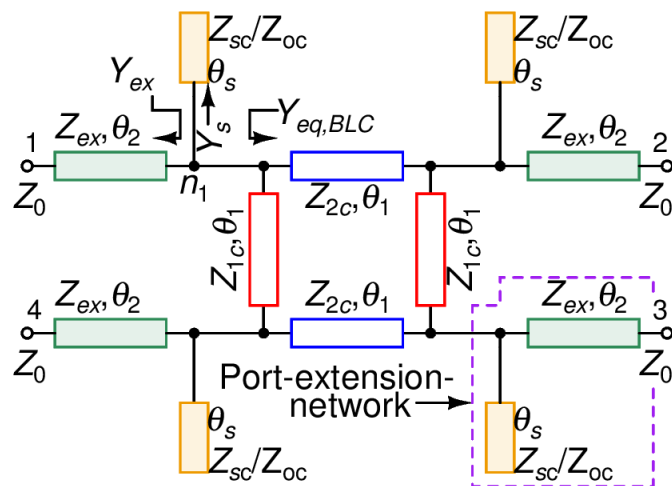 Z_sc/Z_oc
θ_s
Z_sc/Z_oc
θ_s
Y_ex
Y_s
Y_eq,BLC
1
Z_ex, θ_2
Z_0
n_1
Z_2c, θ_1
Z_ex, θ_2
2
Z_0
Z_1c, θ_1
Z_1c, θ_1
4
Z_ex, θ_2
Z_0
Z_2c, θ_1
Z_ex, θ_2
3
Z_0
Port-extension-
network
θ_s
Z_sc/Z_oc
θ_s
Z_sc/Z_oc